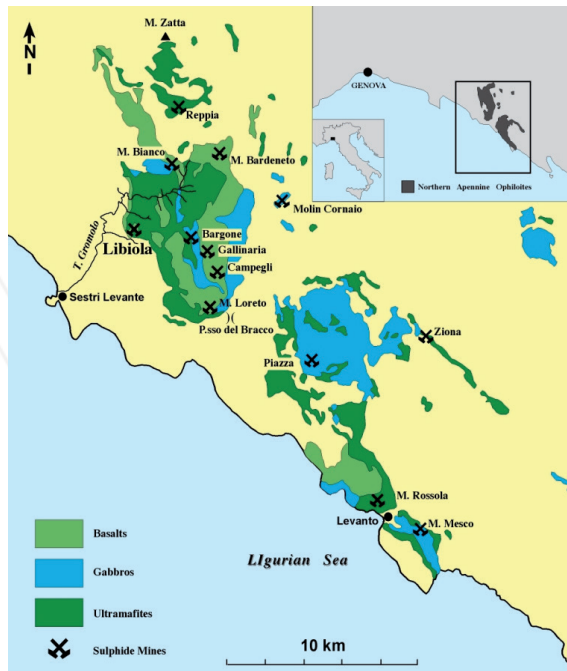 M. Zatta
N
GENOVA
Reppia
M. Bianco
M. Bardeneto
Northern Apennine Ophiloites
Molin Cornaio
T. Gromolo
Libiola
Bargone
Gallinaria
Campegli
Sestri Levante
M. Loreto
)(
P.sso del Bracco
Ziona
Piazza
M. Rossola
Levanto
M. Mesco
Basalts
Gabbros
LIgurian Sea
Ultramafites
Sulphide Mines
10 km